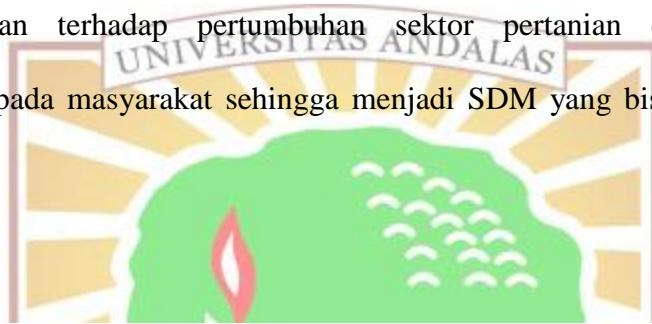 an terhadap pertumbuhan sektor pertanian
UNIVERSITAS ANDALAS
pada masyarakat sehingga menjadi SDM yang bis